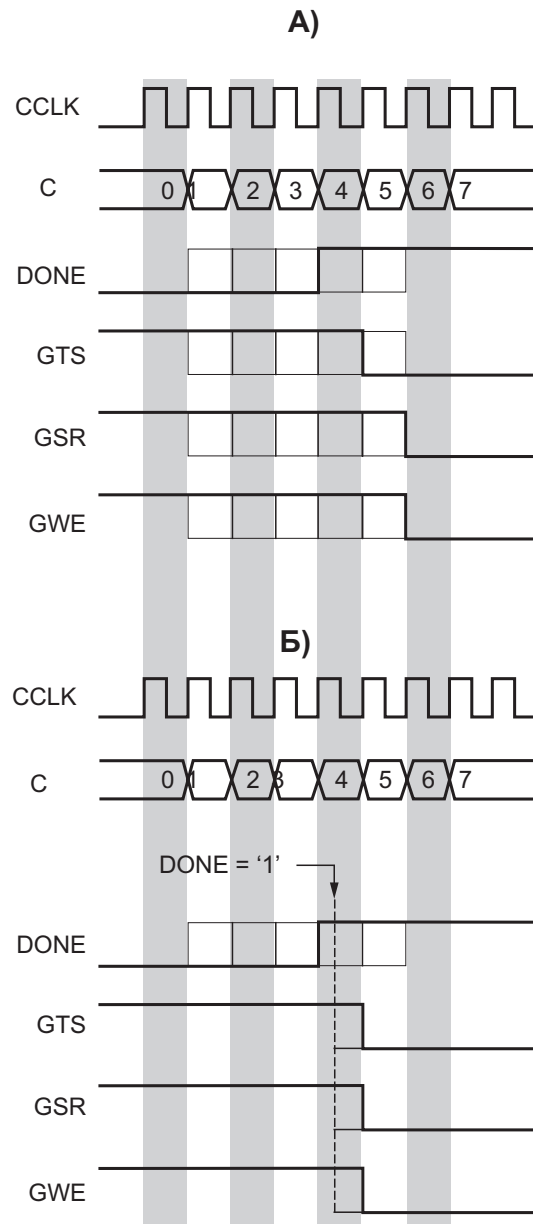 А)
CCLK
C 0 1 2 3 4 5 6 7
DONE
GTS
GSR
GWE
Б)
CCLK
C 0 1 2 3 4 5 6 7
DONE = ‘1’
DONE
GTS
GSR
GWE